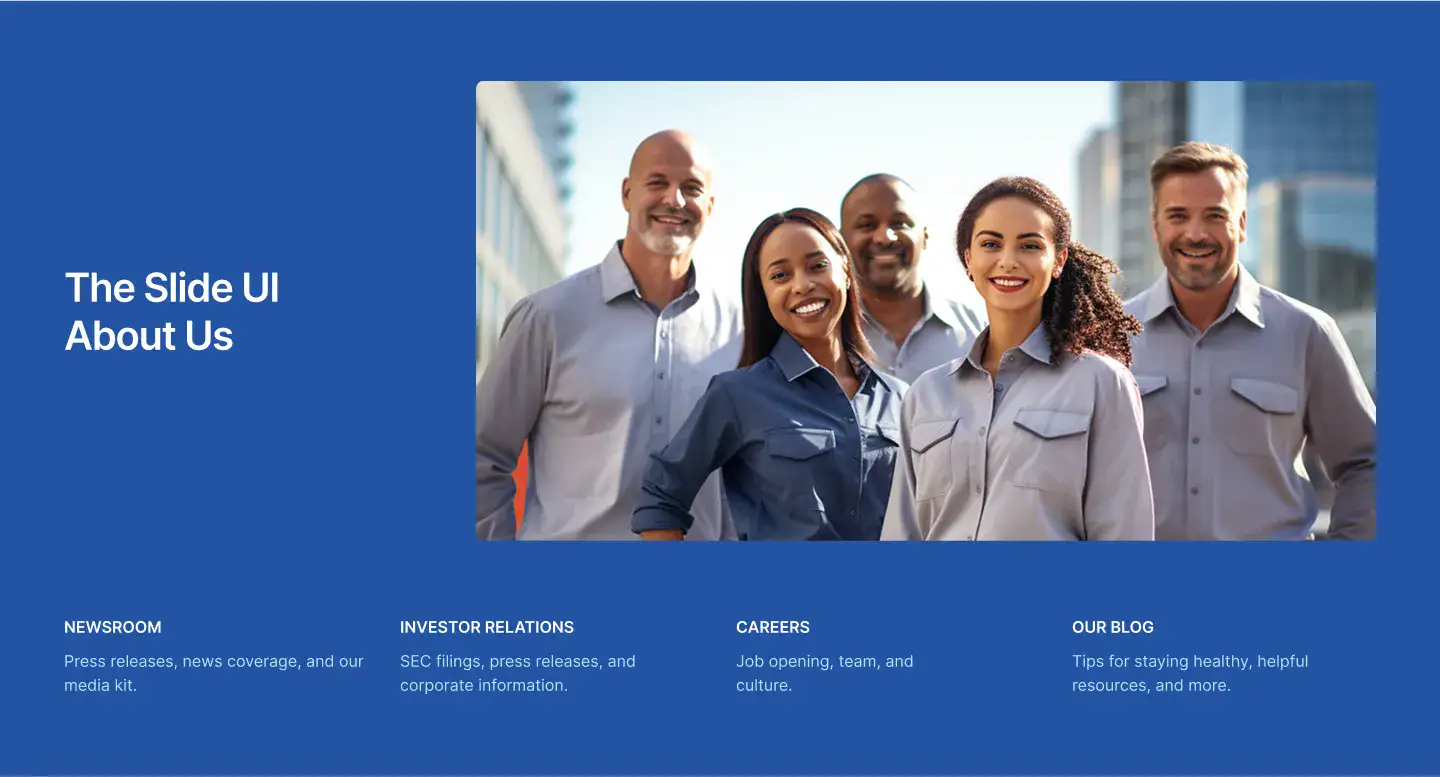 The Slide UI
About Us
NEWSROOM
Press releases, news coverage, and our
media kit.
INVESTOR RELATIONS
SEC filings, press releases, and
corporate information.
CAREERS
Job opening, team, and
culture.
OUR BLOG
Tips for staying healthy, helpful
resources, and more.